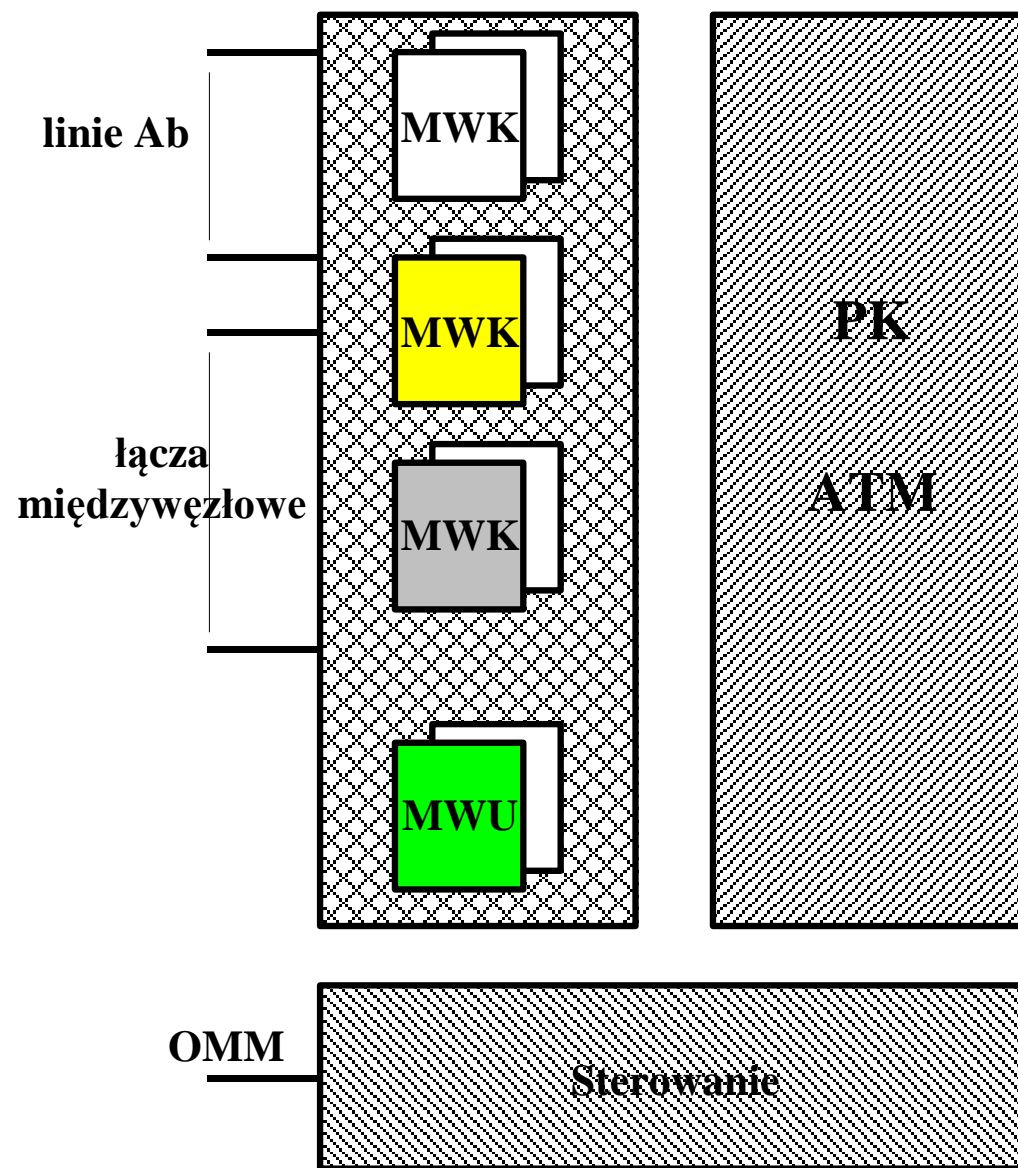 linie Ab
MWK
MWK
łącza
międzywęzłowe
MWK
MWU
PK
ATM
OMM
Sterowanie